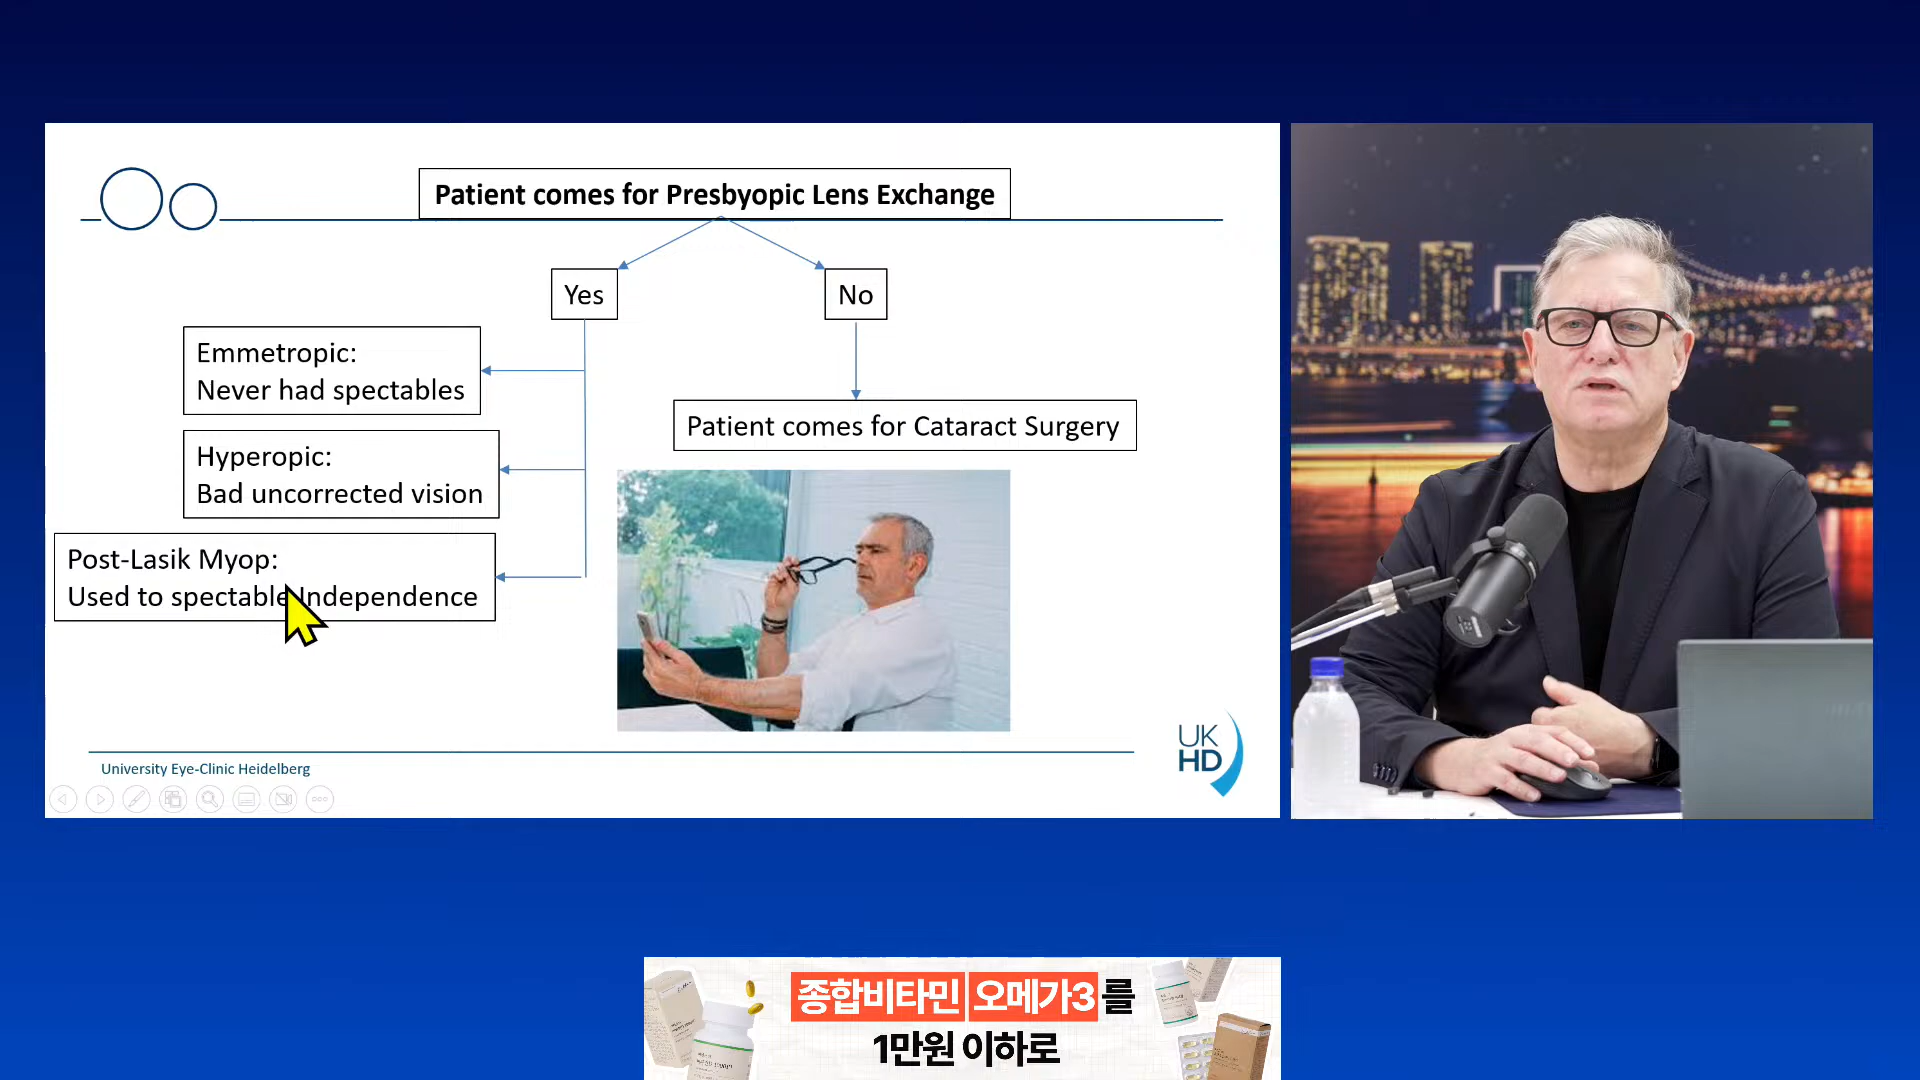 Patient comes for Presbyopic Lens Exchange
Yes
No
Emmetropic:
Never had spectables
Hyperopic:
Bad uncorrected vision
Post-Lasik Myop:
Used to spectable Independence
Patient comes for Cataract Surgery
UK
HD
University Eye-Clinic Heidelberg
종합비타민 오메가3를
1만원 이하로